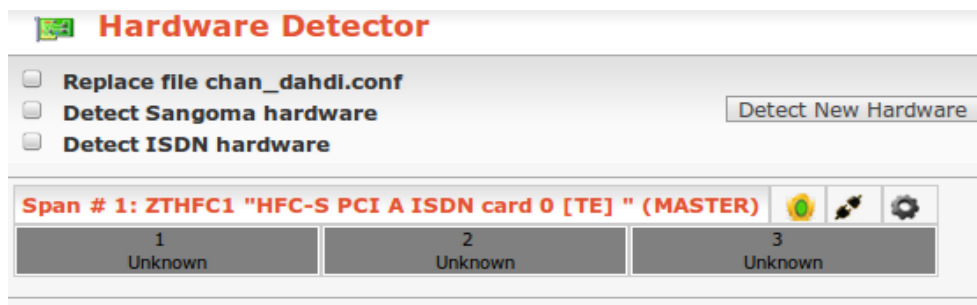 Hardware Detector
Replace file chan_dahdi.conf
Detect Sangoma hardware
Detect New Hardware
Detect ISDN hardware
Span # 1: ZTHFC1 "HFC-S PCI A ISDN card 0 [TE] " (MASTER)
1 2 3
Unknown Unknown Unknown